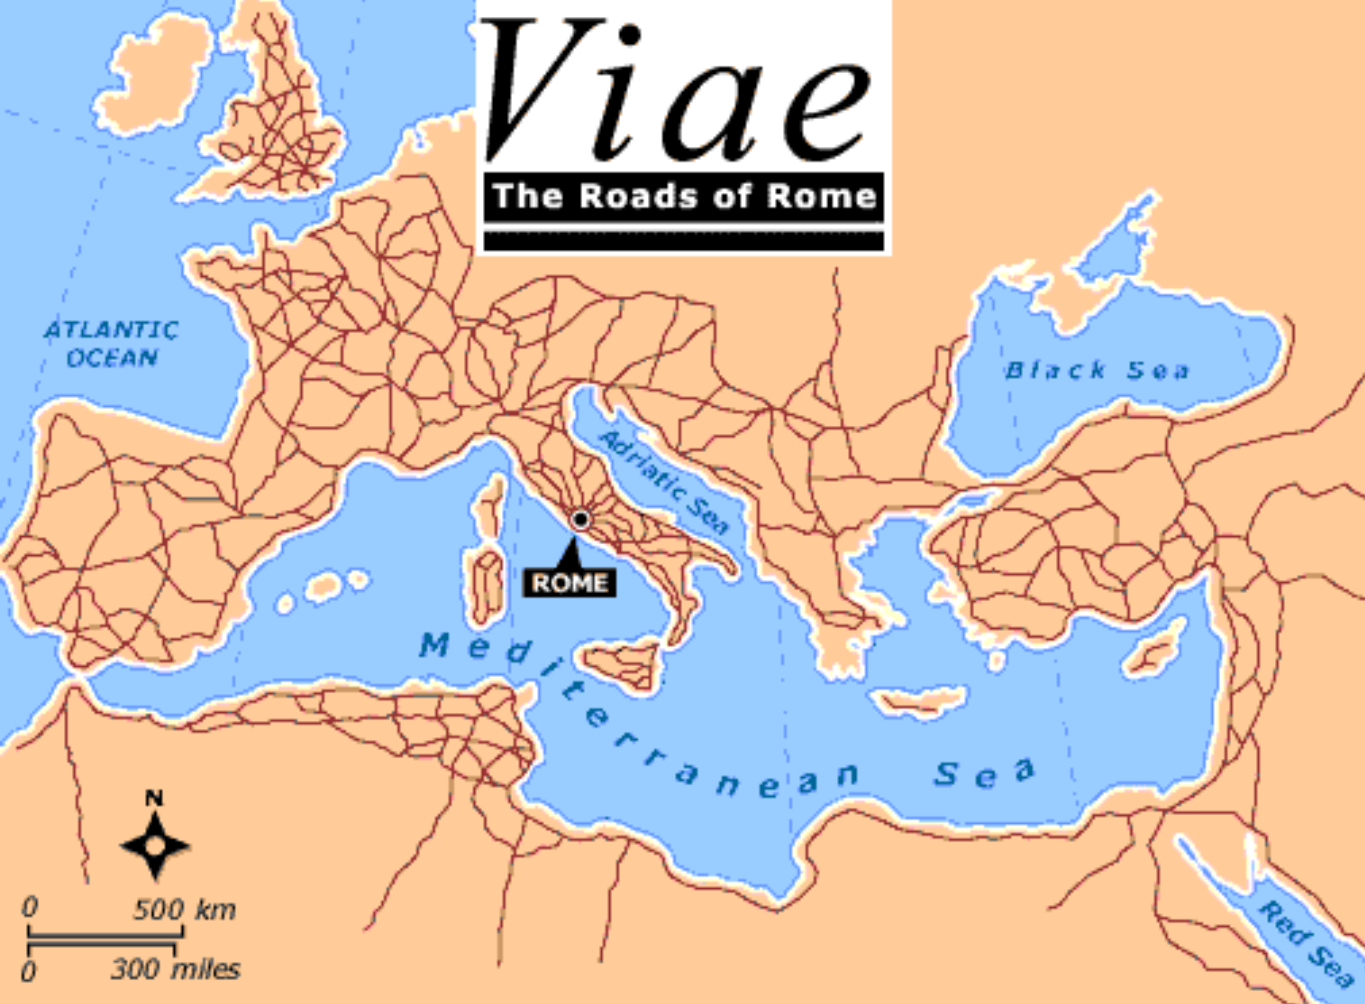 Viae
The Roads of Rome
ATLANTIC
OCEAN
Black Sea
Adriatic Sea
ROME
Mediterranean Sea
N
0 500 km
0 300 miles
Red Sea